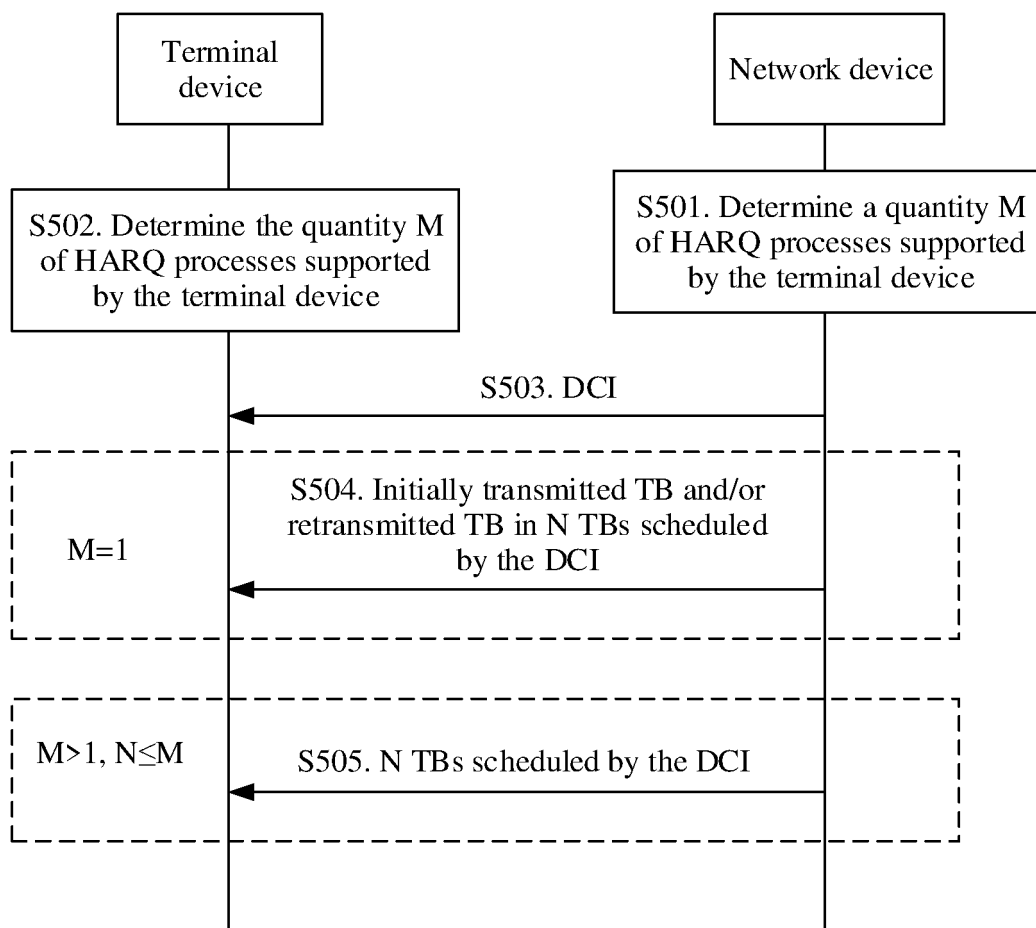 Terminal
device
Network device
S502. Determine the quantity M
of HARQ processes supported
by the terminal device
S501. Determine a quantity M
of HARQ processes supported
by the terminal device
S503. DCI
S504. Initially transmitted TB and/or
retransmitted TB in N TBs scheduled
by the DCI
M=1
M>1, N≤M
S505. N TBs scheduled by the DCI